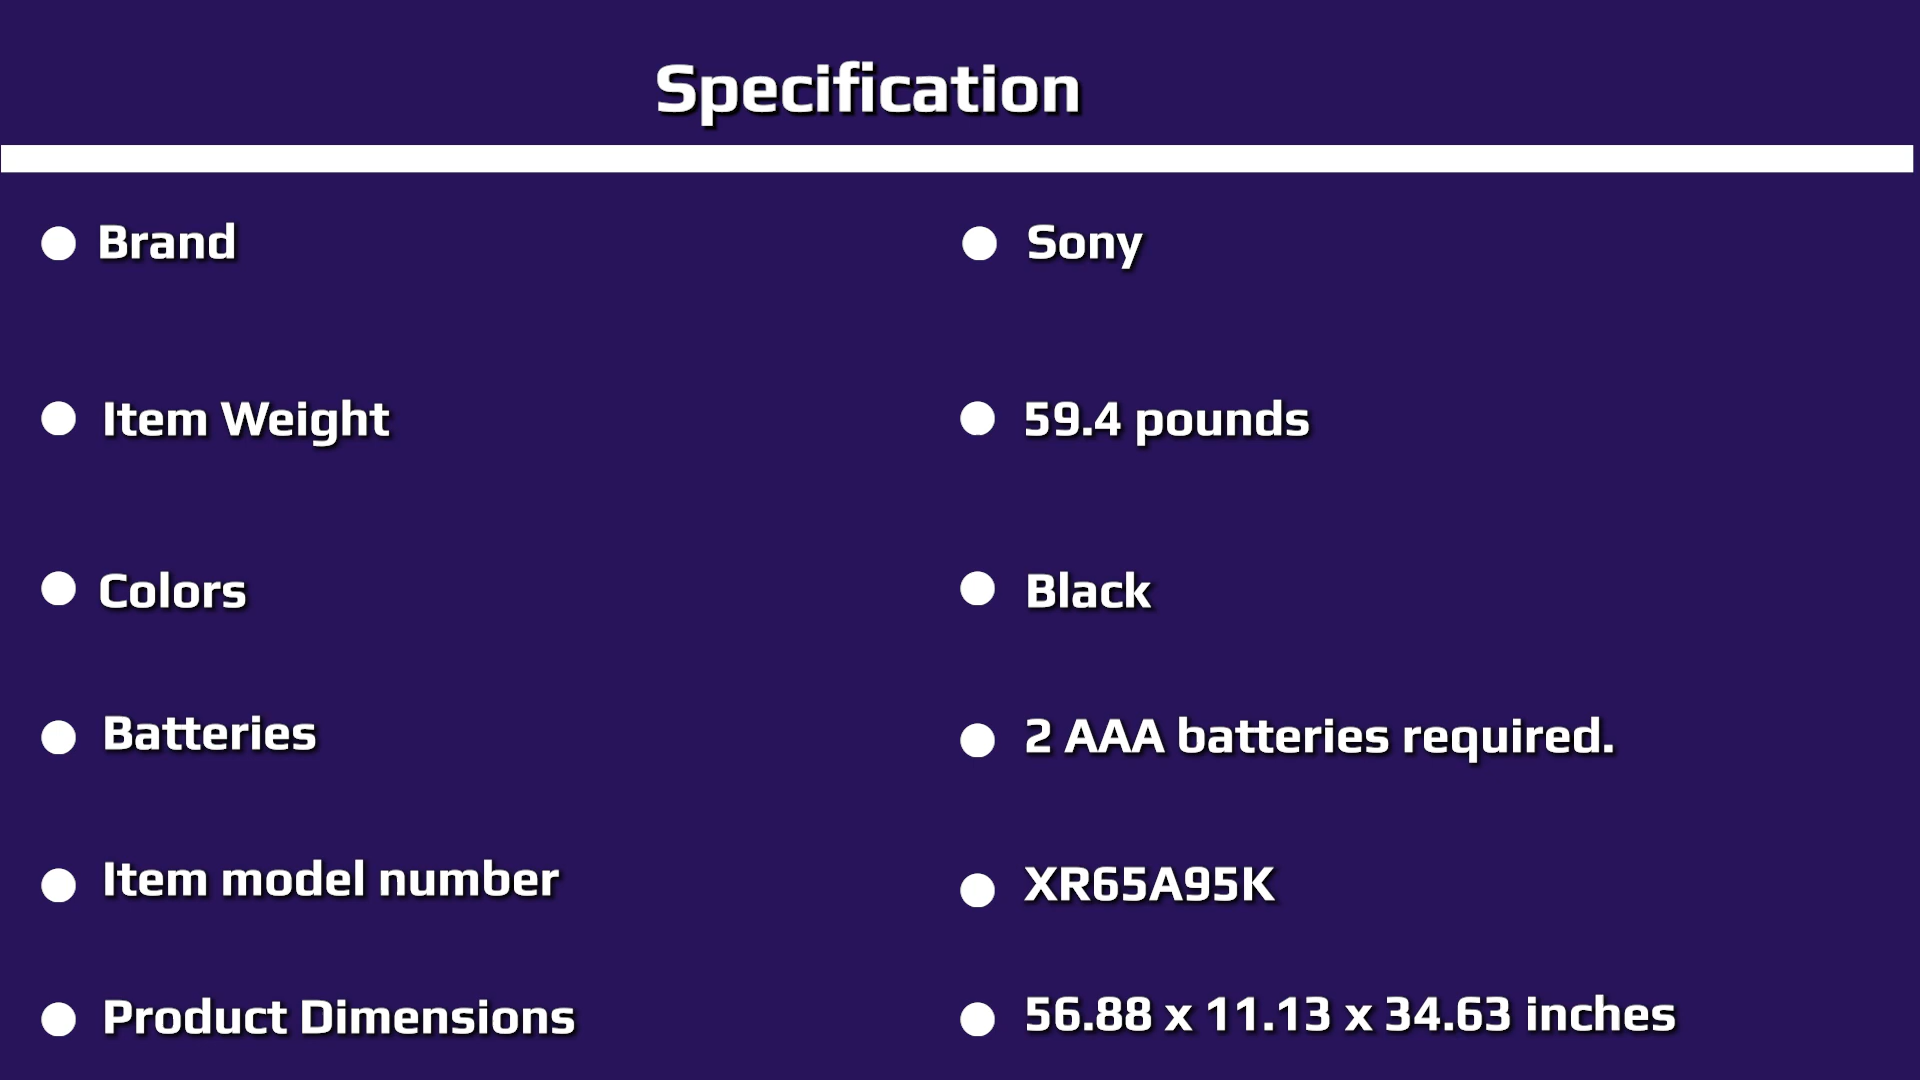 Specification
Brand
Sony
Item Weight
59.4 pounds
Colors
Black
Batteries
2 AAA batteries required.
Item model number
XR65A95K
Product Dimensions
56.88 x 11.13 x 34.63 inches